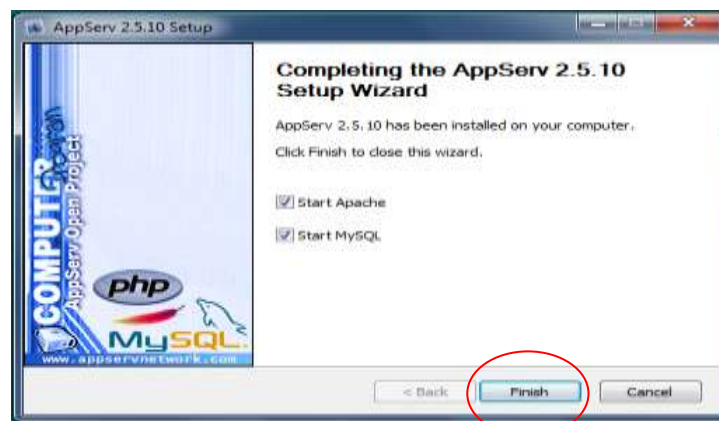 AppServ 2.5.10 Setup
Completing the AppServ 2.5.10
Setup Wizard
AppServ 2.5.10 has been installed on your computer.
Click Finish to close this wizard.
Start Apache
Start MySQL
COMPUTER
AppServ Open Project
php
MySQL
www.appservnetwork.com
< Back
Finish
Cancel